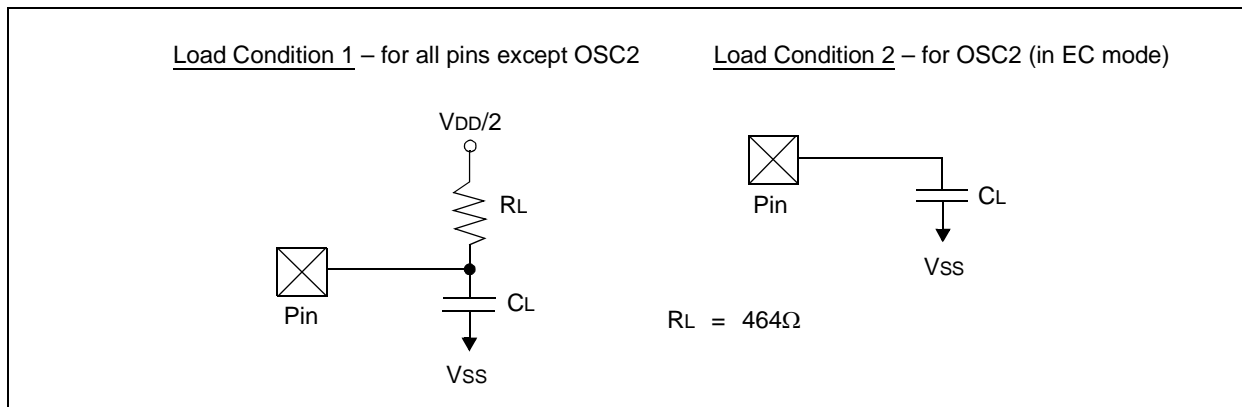 Load Condition 1 – for all pins except OSC2
Load Condition 2 – for OSC2 (in EC mode)
VDD/2
RL
Pin
CL
VSS
Pin
CL
VSS
RL = 464Ω